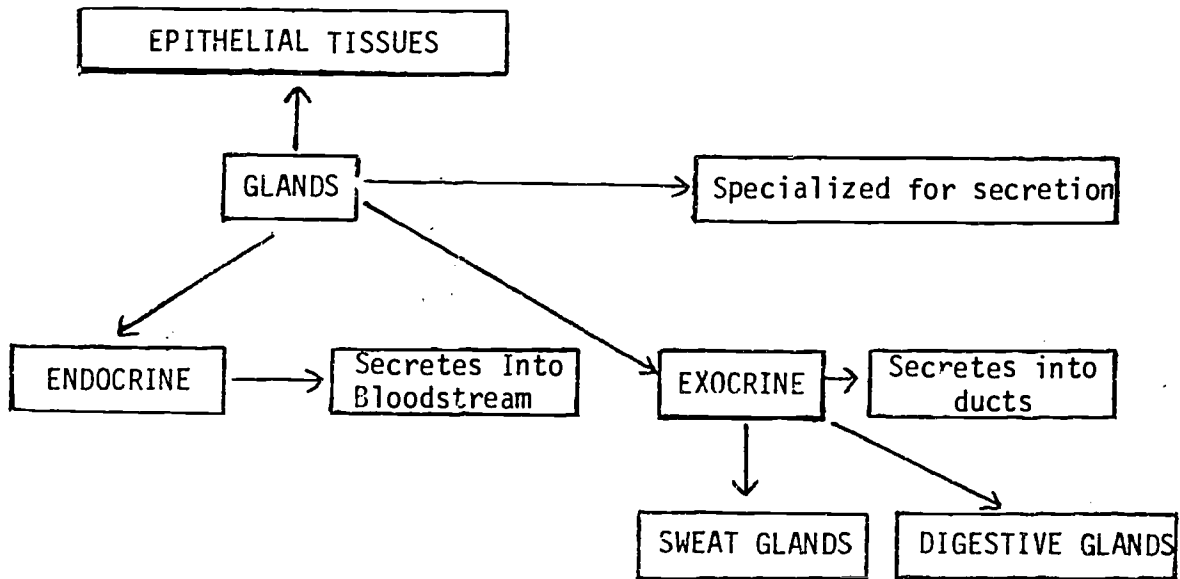 EPITHELIAL TISSUES
GLANDS
Specialized for secretion
ENDOCRINE
Secretes Into
Bloodstream
EXOCRINE
Secretes into
ducts
SWEAT GLANDS
DIGESTIVE GLANDS